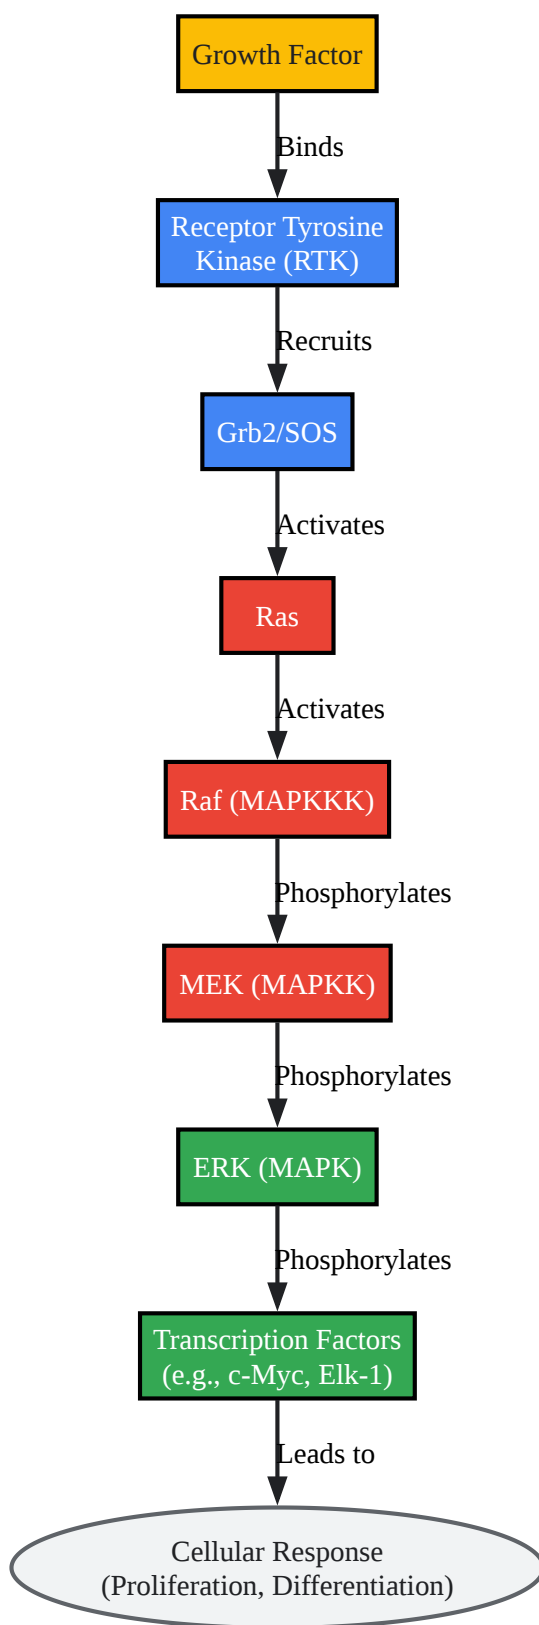 Growth Factor
Binds
Receptor Tyrosine
Kinase (RTK)
Recruits
Grb2/SOS
Activates
Ras
Activates
Raf (MAPKKK)
Phosphorylates
MEK (MAPKK)
Phosphorylates
ERK (MAPK)
Phosphorylates
Transcription Factors
(e.g., c-Myc, Elk-1)
Leads to
Cellular Response
(Proliferation, Differentiation)